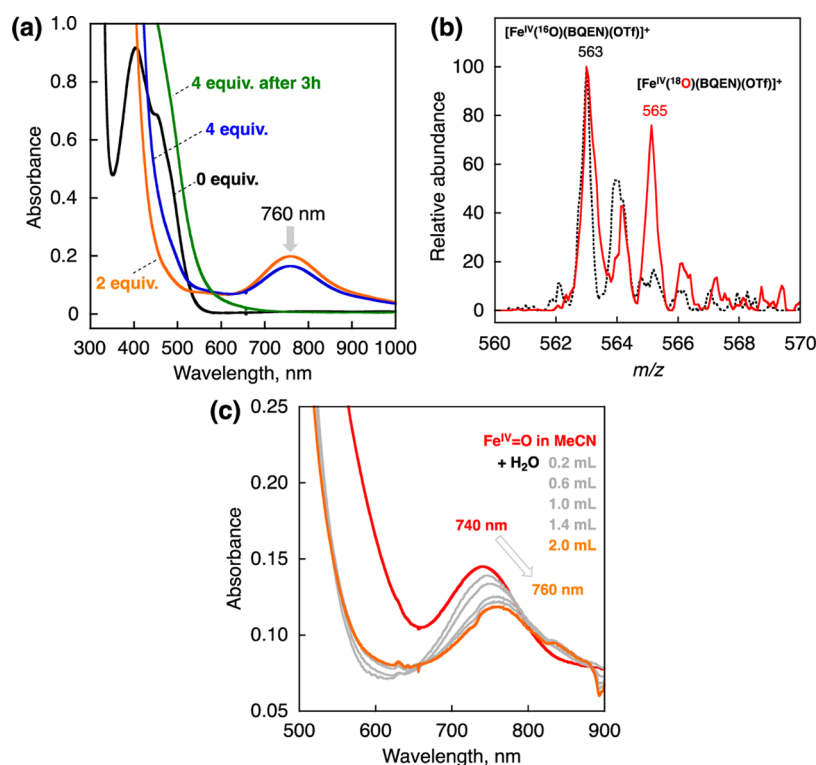 (a)
1.0
0.8
0.6
0.4
0.2
0
Absorbance
4 equiv. after 3h
4 equiv.
0 equiv.
760 nm
2 equiv.
300 400 500 600 700 800 900 1000
Wavelength, nm
(b)
[Feᴵⱽ(¹⁶O)(BQEN)(OTf)]⁺
563
[Feᴵⱽ(¹⁸O)(BQEN)(OTf)]⁺
565
100
80
60
40
20
0
Relative abundance
560 562 564 566 568 570
m/z
(c)
0.25
0.20
0.15
0.10
0.05
Absorbance
Feᴵⱽ=O in MeCN
+ H₂O 0.2 mL
0.6 mL
1.0 mL
1.4 mL
2.0 mL
740 nm
760 nm
500 600 700 800 900
Wavelength, nm